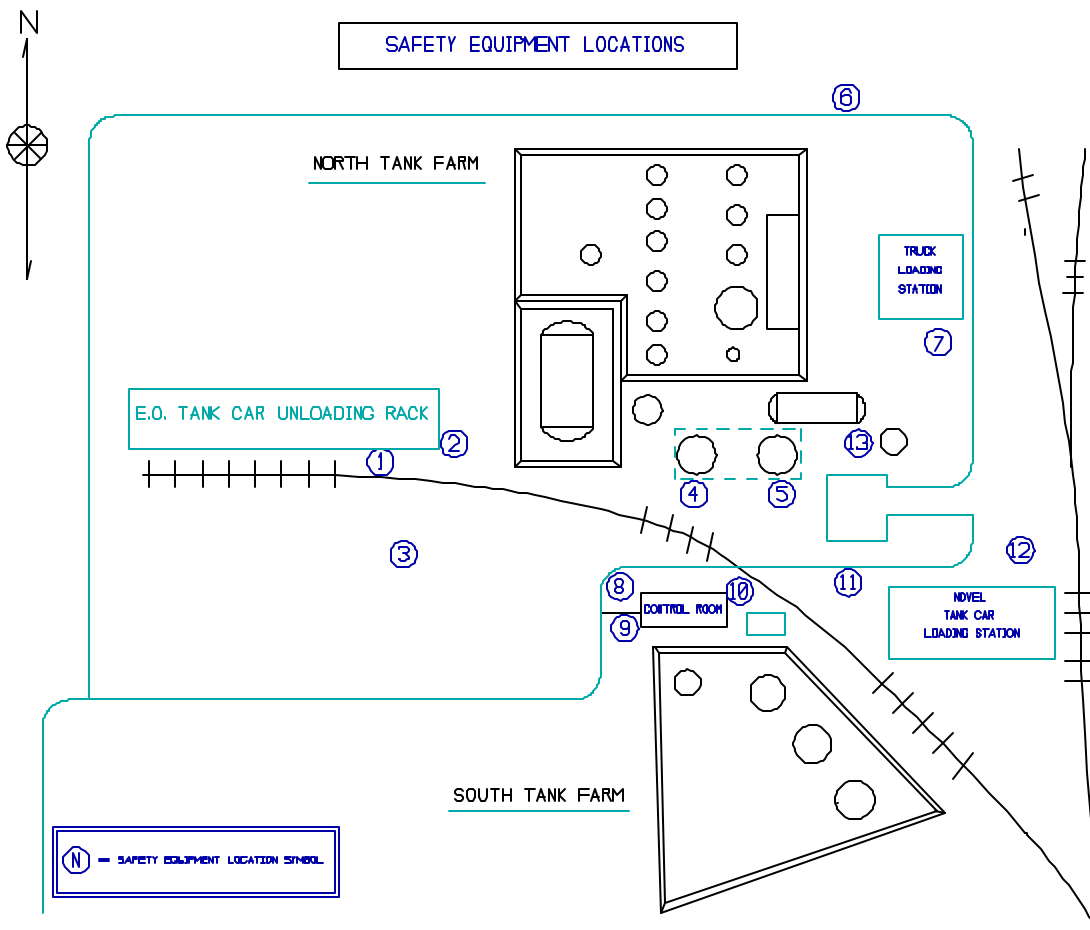 N
SAFETY EQUIPMENT LOCATIONS
6
NORTH TANK FARM
TRUCK
LOADING
STATION
7
E.O. TANK CAR UNLOADING RACK
2
1
13
4
5
3
12
8
10
11
CONTROL ROOM
9
NOVEL
TANK CAR
LOADING STATION
SOUTH TANK FARM
N = SAFETY EQUIPMENT LOCATION SYMBOL